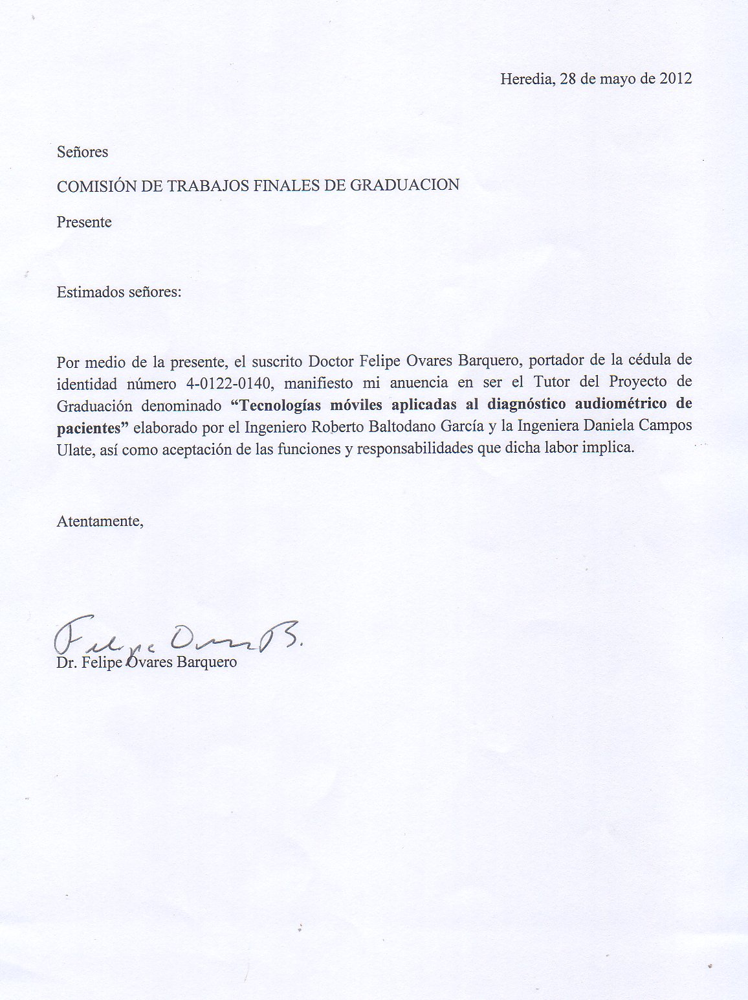 Heredia, 28 de mayo de 2012
Señores
COMISIÓN DE TRABAJOS FINALES DE GRADUACION
Presente
Estimados señores:
Por medio de la presente, el suscrito Doctor Felipe Ovares Barquero, portador de la cédula de
identidad número 4-0122-0140, manifiesto mi anuencia en ser el Tutor del Proyecto de
Graduación denominado “Tecnologías móviles aplicadas al diagnóstico audiométrico de
pacientes” elaborado por el Ingeniero Roberto Baltodano García y la Ingeniera Daniela Campos
Ulate, así como aceptación de las funciones y responsabilidades que dicha labor implica.
Atentamente,
Felipe Ovares B.
Dr. Felipe Ovares Barquero